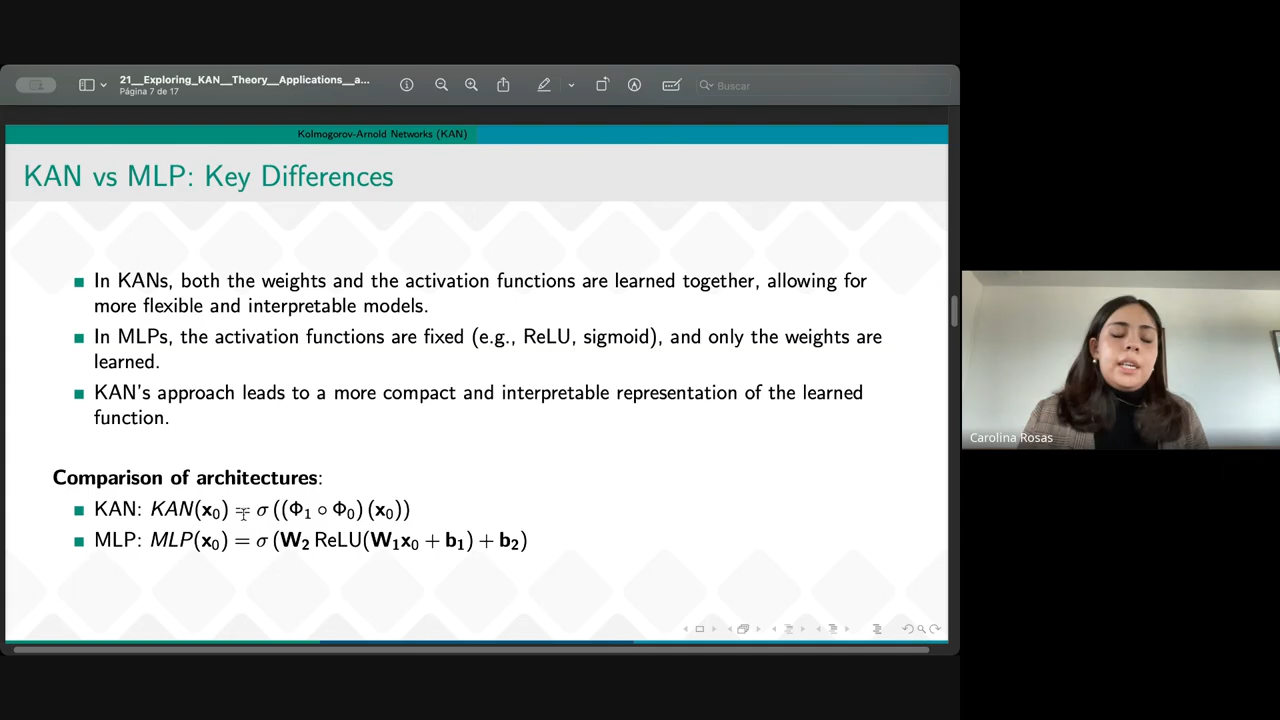 21__Exploring_KAN__Theory__Applications__a...
Página 7 de 17
Buscar
Kolmogorov-Arnold Networks (KAN)
KAN vs MLP: Key Differences
In KANs, both the weights and the activation functions are learned together, allowing for
more flexible and interpretable models.
In MLPs, the activation functions are fixed (e.g., ReLU, sigmoid), and only the weights are
learned.
KAN's approach leads to a more compact and interpretable representation of the learned
function.
Comparison of architectures:
KAN: KAN(x₀) = σ ((Φ₁ ∘ Φ₀) (x₀))
MLP: MLP(x₀) = σ (W₂ ReLU(W₁x₀ + b₁) + b₂)
Carolina Rosas